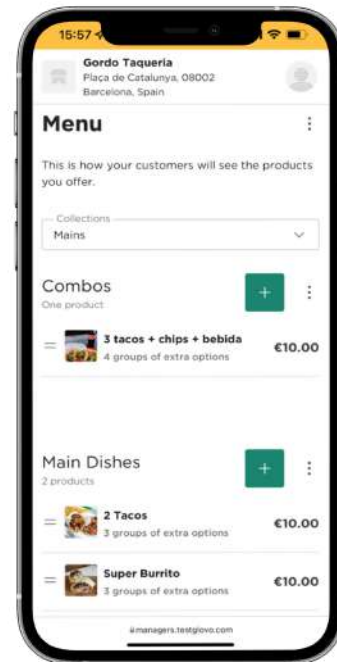 15:57
Gordo Taqueria
Plaça de Catalunya, 08002
Barcelona, Spain
Menu
This is how your customers will see the products
you offer.
Collections
Mains
Combos
One product
3 tacos + chips + bebida
4 groups of extra options
€10.00
Main Dishes
2 products
2 Tacos
3 groups of extra options
€10.00
Super Burrito
3 groups of extra options
€10.00
managers.testglovo.com